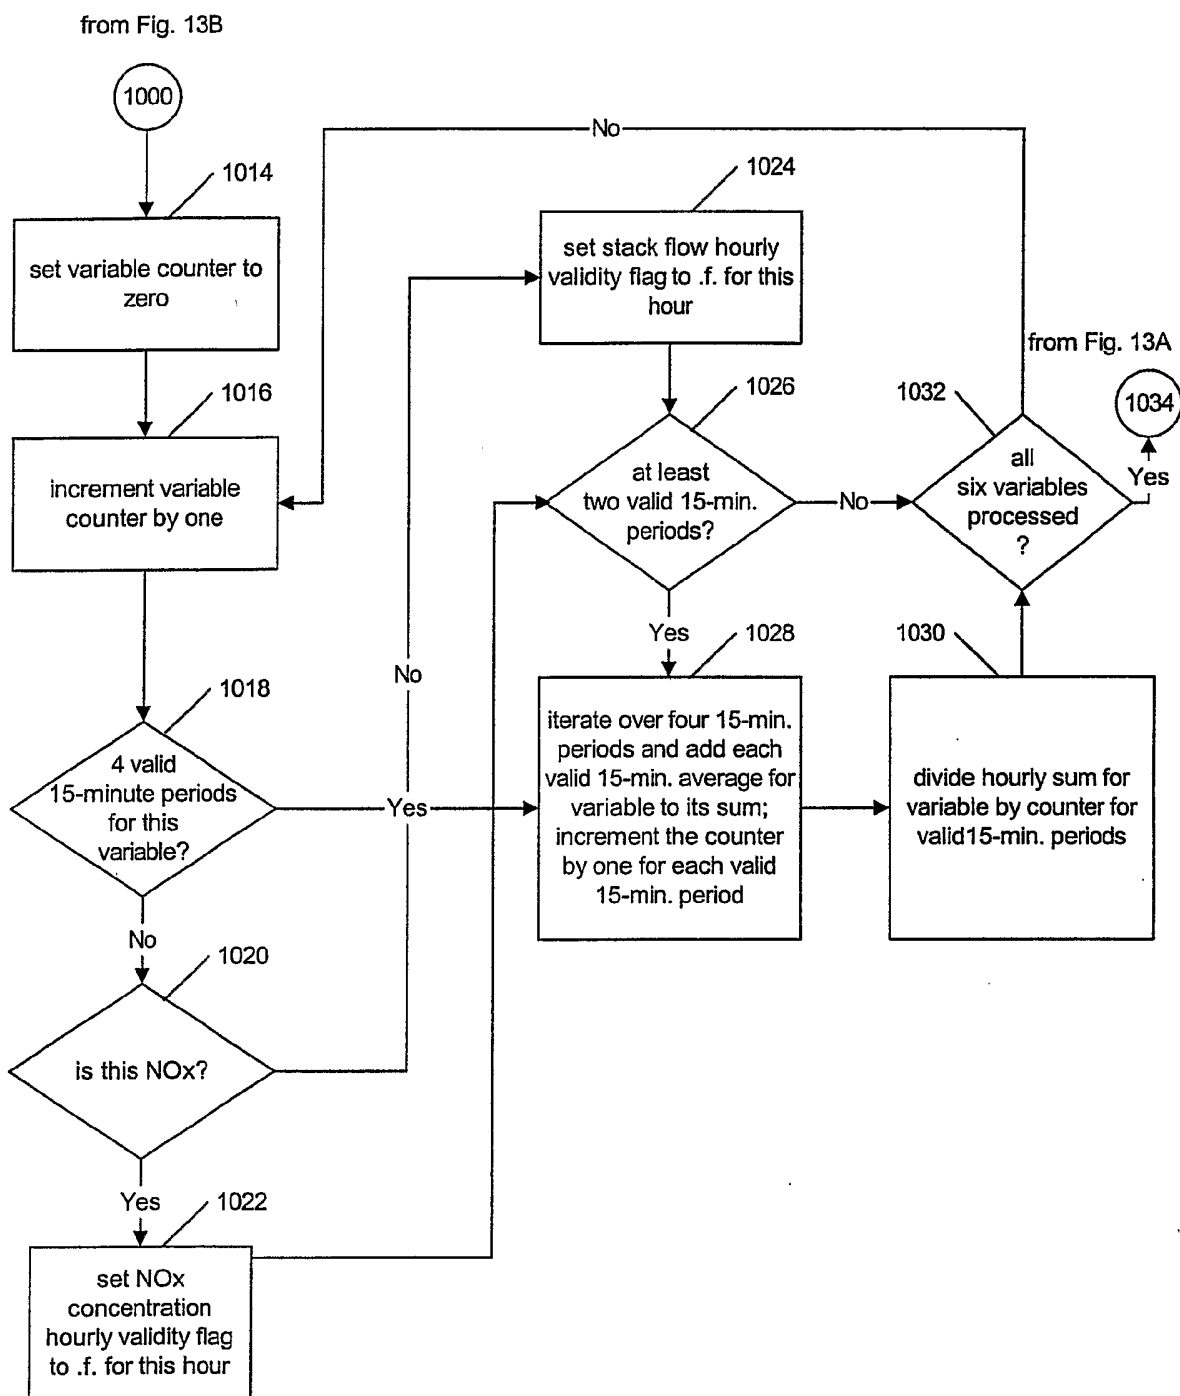 from Fig. 13B
1000
1014
set variable counter to
zero
1016
increment variable
counter by one
1018
4 valid
15-minute periods
for this
variable?
No
1020
is this NOx?
Yes
1022
set NOx
concentration
hourly validity flag
to .f. for this hour
No
Yes
No
1024
set stack flow hourly
validity flag to .f. for this
hour
1026
at least
two valid 15-min.
periods?
No
Yes
1028
iterate over four 15-min.
periods and add each
valid 15-min. average for
variable to its sum;
increment the counter
by one for each valid
15-min. period
1030
divide hourly sum for
variable by counter for
valid15-min. periods
1032
all
six variables
processed
?
Yes
from Fig. 13A
1034